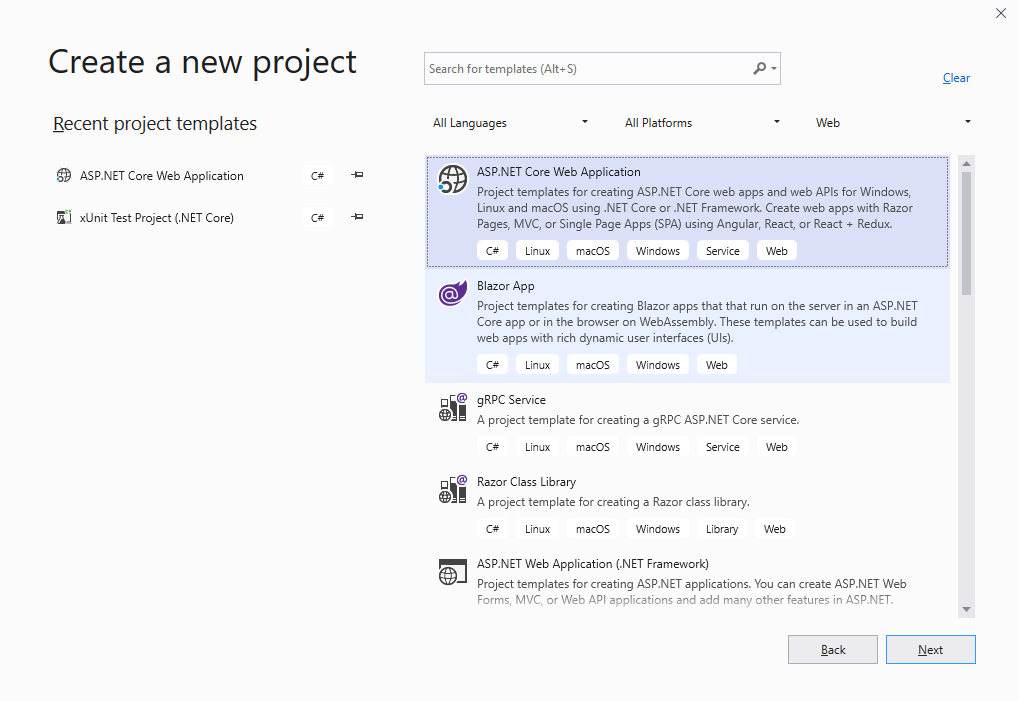 Create a new project
Search for templates (Alt+S)
Clear
Recent project templates
All Languages
All Platforms
Web
ASP.NET Core Web Application C#
xUnit Test Project (.NET Core) C#
ASP.NET Core Web Application
Project templates for creating ASP.NET Core web apps and web APIs for Windows,
Linux and macOS using .NET Core or .NET Framework. Create web apps with Razor
Pages, MVC, or Single Page Apps (SPA) using Angular, React, or React + Redux.
C# Linux macOS Windows Service Web
Blazor App
Project templates for creating Blazor apps that that run on the server in an ASP.NET
Core app or in the browser on WebAssembly. These templates can be used to build
web apps with rich dynamic user interfaces (UIs).
C# Linux macOS Windows Web
gRPC Service
A project template for creating a gRPC ASP.NET Core service.
C# Linux macOS Windows Service Web
Razor Class Library
A project template for creating a Razor class library.
C# Linux macOS Windows Library Web
ASP.NET Web Application (.NET Framework)
Project templates for creating ASP.NET applications. You can create ASP.NET Web
Forms, MVC, or Web API applications and add many other features in ASP.NET.
Back
Next